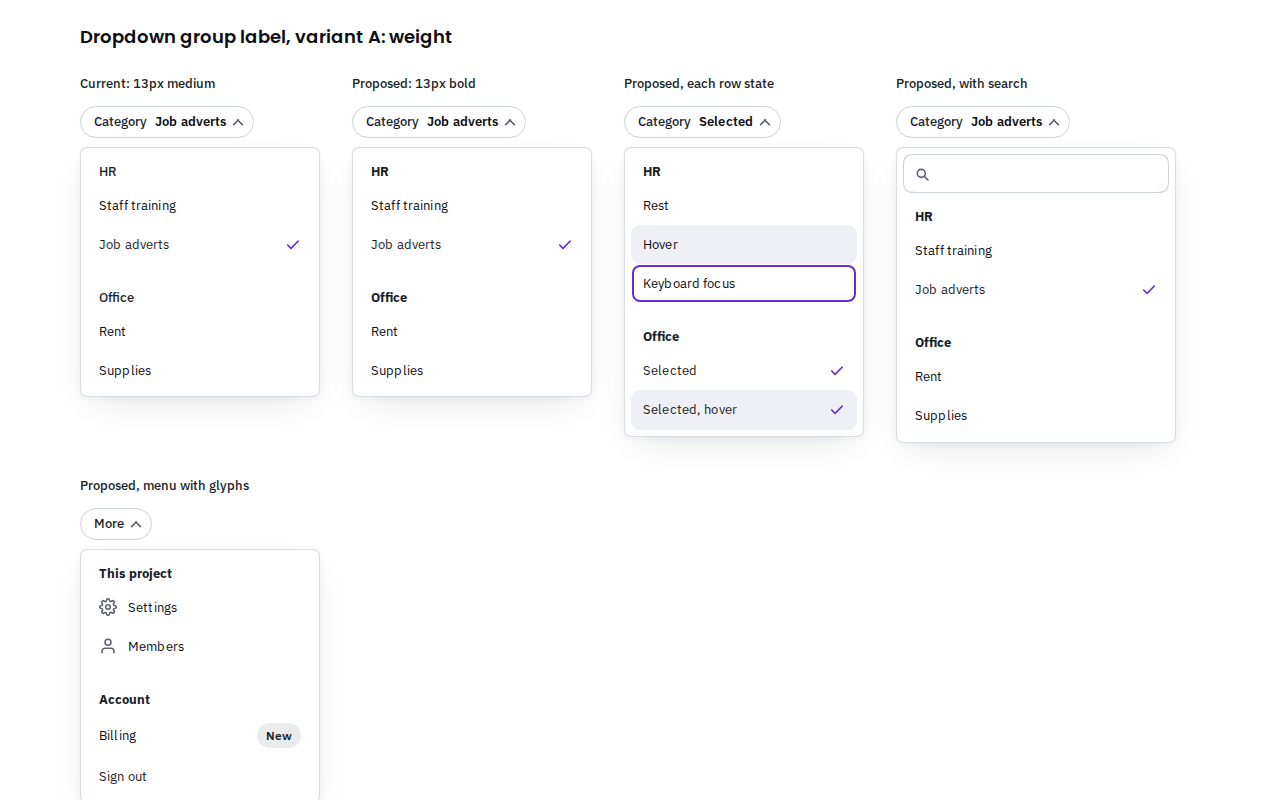 Dropdown group label, variant A: weight
Current: 13px medium
Category Job adverts
HR
Staff training
Job adverts
Office
Rent
Supplies
Proposed: 13px bold
Category Job adverts
HR
Staff training
Job adverts
Office
Rent
Supplies
Proposed, each row state
Category Selected
HR
Rest
Hover
Keyboard focus
Office
Selected
Selected, hover
Proposed, with search
Category Job adverts
HR
Staff training
Job adverts
Office
Rent
Supplies
Proposed, menu with glyphs
More
This project
Settings
Members
Account
Billing New
Sign out